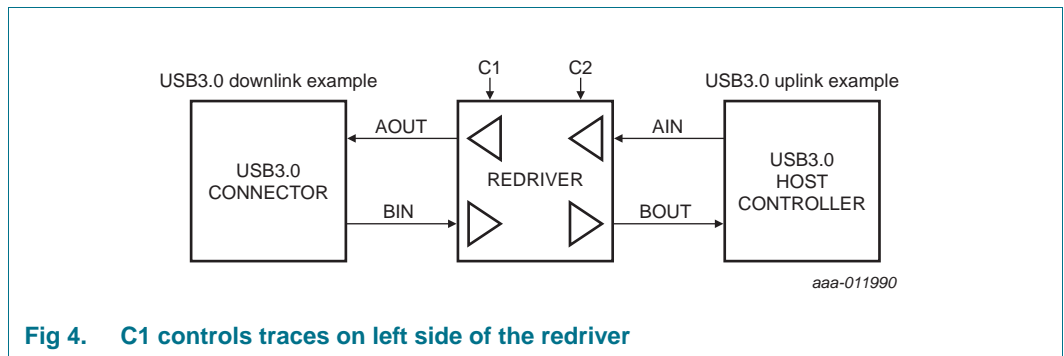 C1
C2
USB3.0 downlink example
USB3.0 uplink example
AOUT
AIN
USB3.0
CONNECTOR
REDRIVER
USB3.0
HOST
CONTROLLER
BIN
BOUT
aaa-011990
Fig 4. C1 controls traces on left side of the redriver